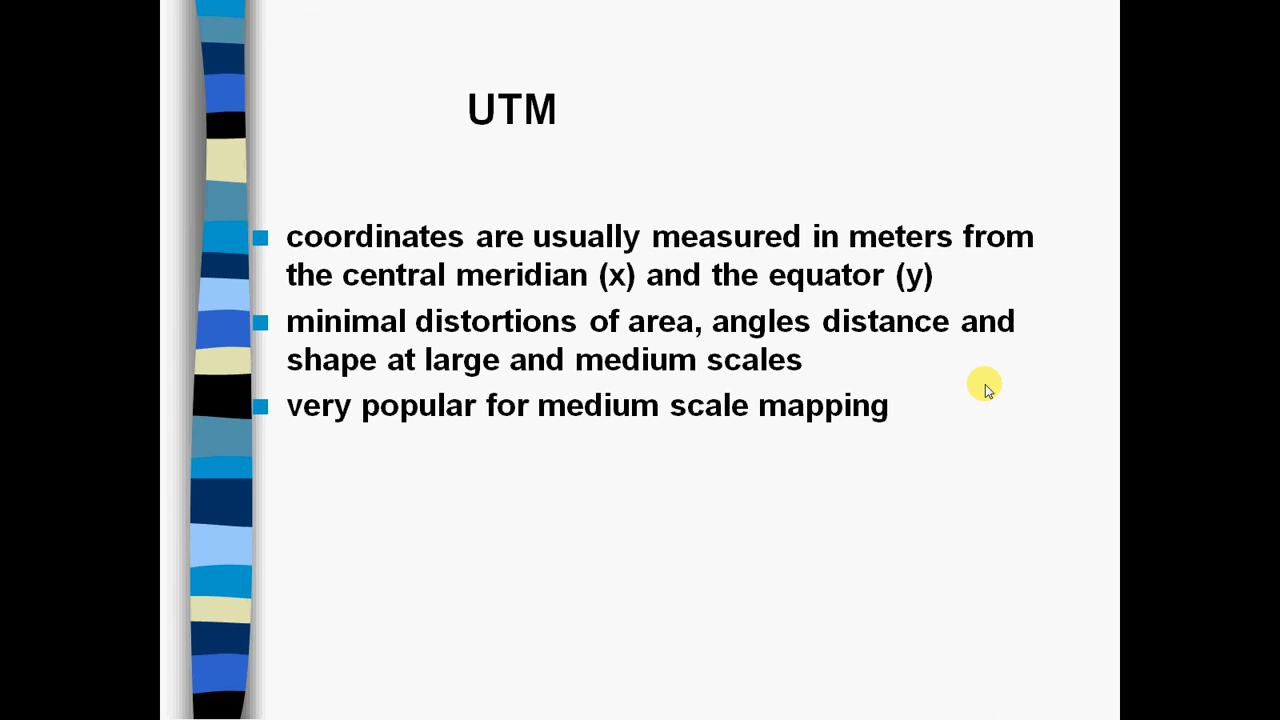 UTM
coordinates are usually measured in meters from
the central meridian (x) and the equator (y)
minimal distortions of area, angles distance and
shape at large and medium scales
very popular for medium scale mapping